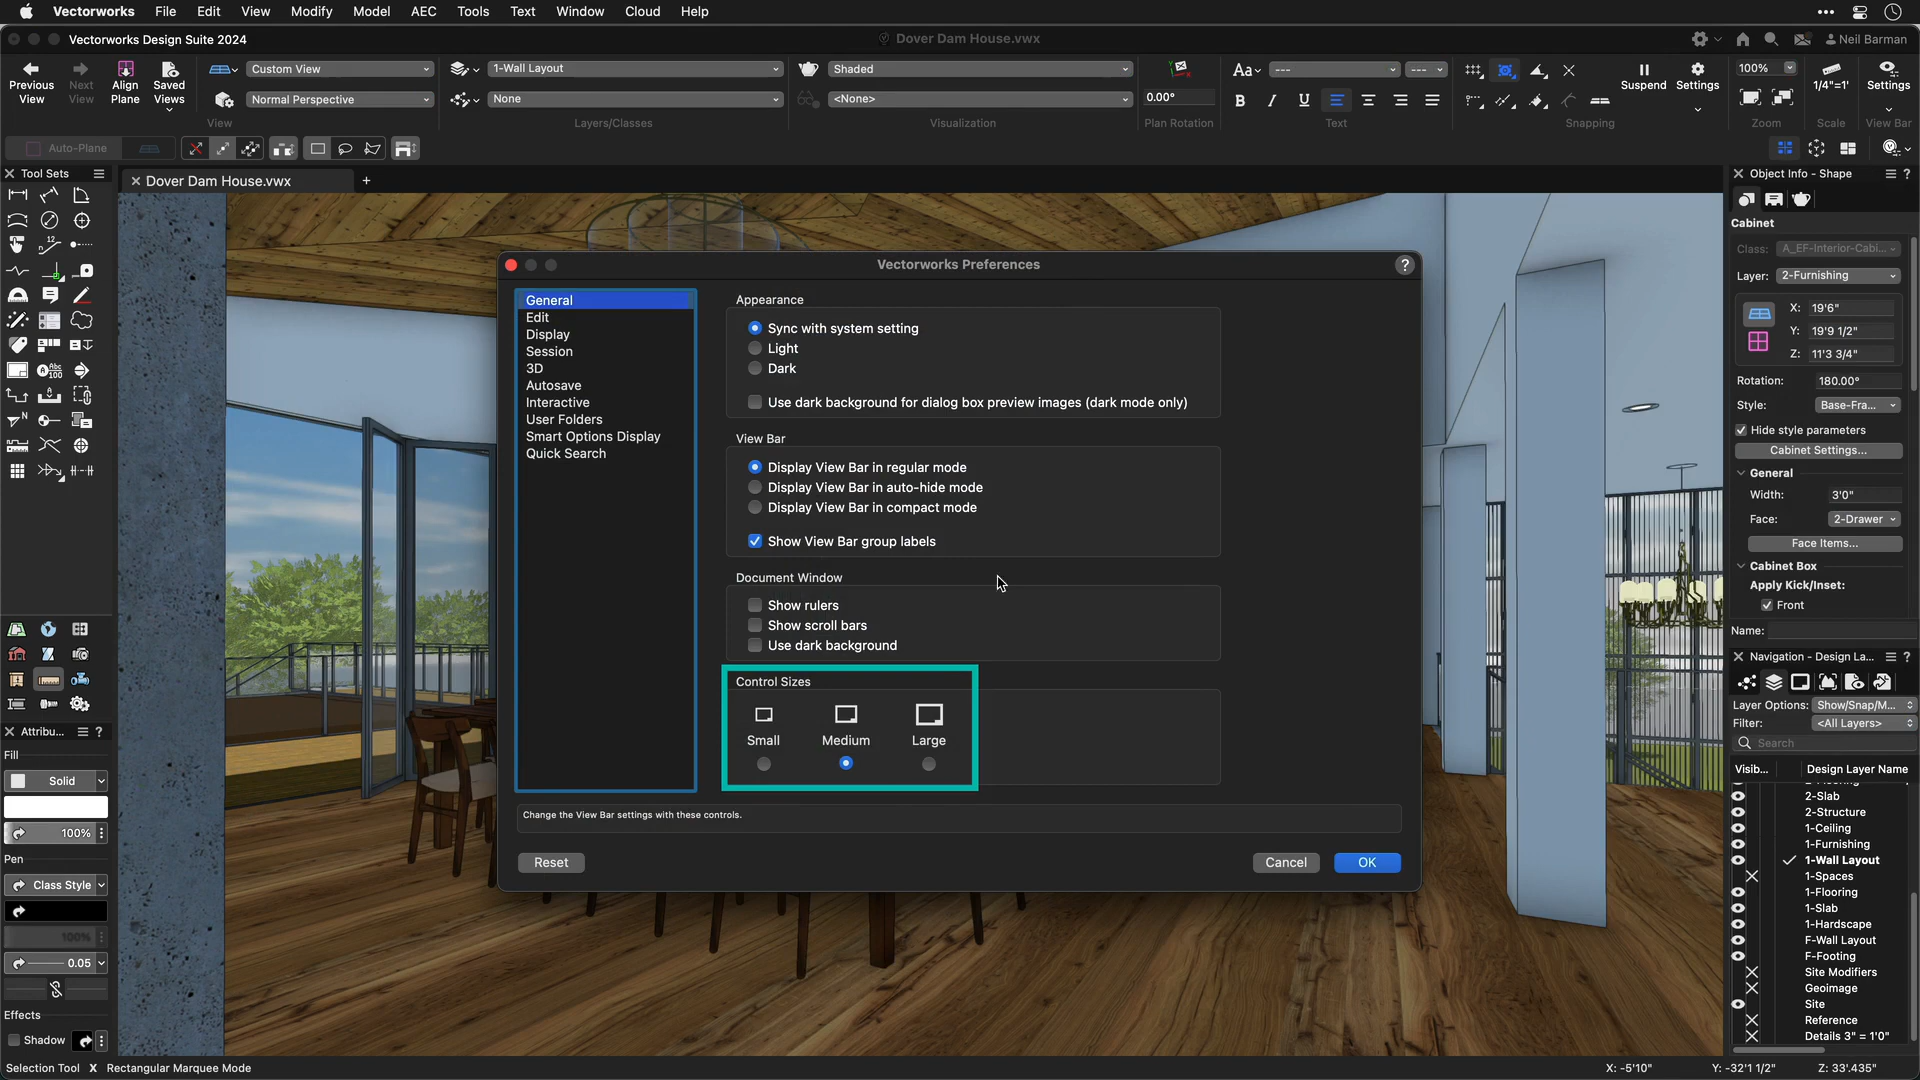 Vectorworks File Edit View Modify Model AEC Tools Text Window Cloud Help
Vectorworks Design Suite 2024
Dover Dam House.vwx
Neil Barman
Previous View
Next View
Align Plane
Saved Views
Custom View
Normal Perspective
View
1-Wall Layout
None
Layers/Classes
Shaded
<None>
Visualization
0.00°
Plan Rotation
Aa
---
---
B I U
Text
Snapping
Suspend
Settings
100%
Zoom
1/4"=1'
Scale
Settings
View Bar
Auto-Plane
Tool Sets
Dover Dam House.vwx
+
Attribu... ?
Fill
Solid
100%
Pen
Class Style
100%
0.05
Effects
Shadow
Vectorworks Preferences
?
General
Edit
Display
Session
3D
Autosave
Interactive
User Folders
Smart Options Display
Quick Search
Appearance
Sync with system setting
Light
Dark
Use dark background for dialog box preview images (dark mode only)
View Bar
Display View Bar in regular mode
Display View Bar in auto-hide mode
Display View Bar in compact mode
Show View Bar group labels
Document Window
Show rulers
Show scroll bars
Use dark background
Control Sizes
Small Medium Large
Change the View Bar settings with these controls.
Reset
Cancel
OK
Object Info - Shape ?
Cabinet
Class: A_EF-Interior-Cabi...
Layer: 2-Furnishing
X: 19'6"
Y: 19'9 1/2"
Z: 11'3 3/4"
Rotation: 180.00°
Style: Base-Fra...
Hide style parameters
Cabinet Settings...
General
Width: 3'0"
Face: 2-Drawer
Face Items...
Cabinet Box
Apply Kick/Inset:
Front
Name:
Navigation - Design La... ?
Layer Options: Show/Snap/M...
Filter: <All Layers>
Search
Visib... Design Layer Name
2-Slab
2-Structure
1-Ceiling
1-Furnishing
1-Wall Layout
1-Spaces
1-Flooring
1-Slab
1-Hardscape
F-Wall Layout
F-Footing
Site Modifiers
Geoimage
Site
Reference
Details 3" = 1'0"
Selection Tool X Rectangular Marquee Mode
X: -5'10" Y: -32'1 1/2" Z: 33'.435"